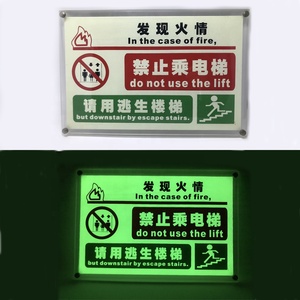 发现火情
In the case of fire,
禁止乘电梯
do not use the lift
请用逃生楼梯
but downstair by escape stairs.
发现火情
In the case of fire,
禁止乘电梯
do not use the lift
请用逃生楼梯
but downstair by escape stairs.